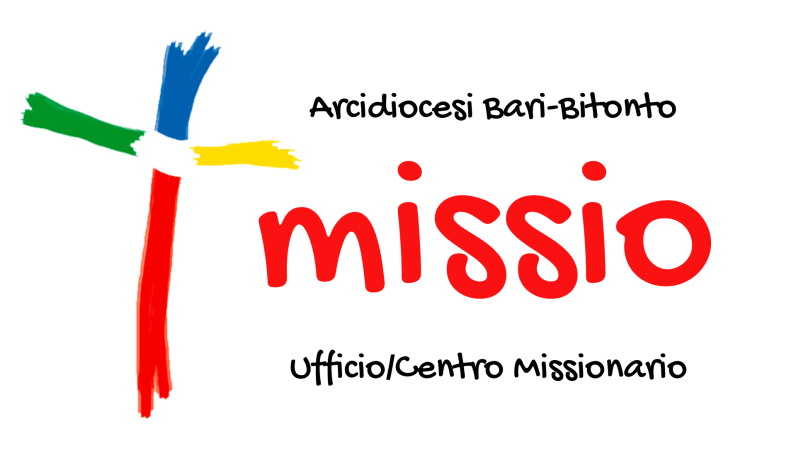 Arcidiocesi Bari-Bitonto
missio
Ufficio/Centro Missionario